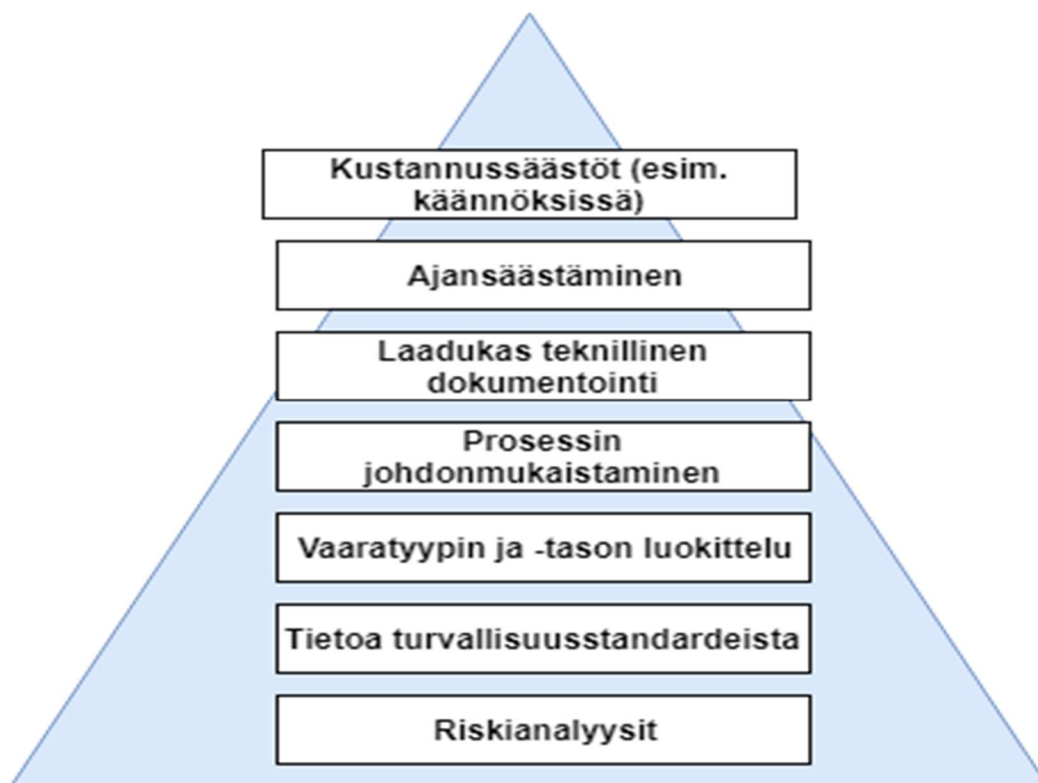 Kustannussäästöt (esim.
käännöksissä)
Ajansäästäminen
Laadukas teknillinen
dokumentointi
Prosessin
johdonmukaistaminen
Vaaratyypin ja -tason luokittelu
Tietoa turvallisuusstandardeista
Riskianalyysit